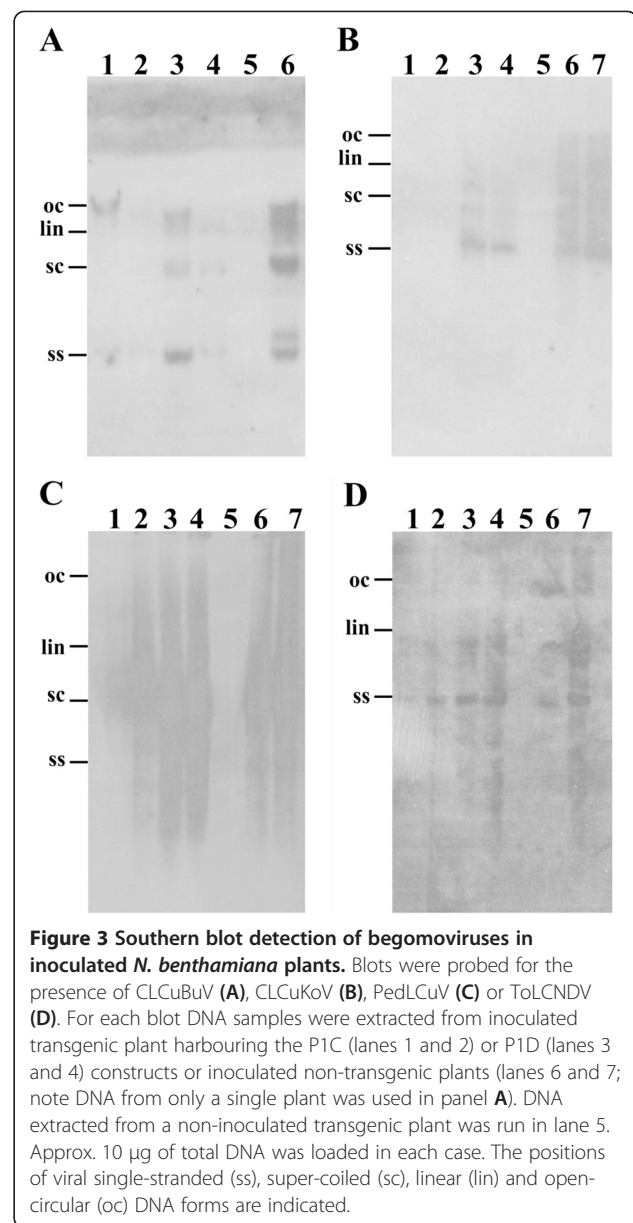 A
1 2 3 4 5 6
oc
lin
sc
ss
B
1 2 3 4 5 6 7
oc
lin
sc
ss
C
1 2 3 4 5 6 7
oc
lin
sc
ss
D
1 2 3 4 5 6 7
oc
lin
ss
Figure 3 Southern blot detection of begomoviruses in
inoculated N. benthamiana plants. Blots were probed for the
presence of CLCuBuV (A), CLCuKoV (B), PedLCuV (C) or ToLCNDV
(D). For each blot DNA samples were extracted from inoculated
transgenic plant harbouring the P1C (lanes 1 and 2) or P1D (lanes 3
and 4) constructs or inoculated non-transgenic plants (lanes 6 and 7;
note DNA from only a single plant was used in panel A). DNA
extracted from a non-inoculated transgenic plant was run in lane 5.
Approx. 10 μg of total DNA was loaded in each case. The positions
of viral single-stranded (ss), super-coiled (sc), linear (lin) and open-
circular (oc) DNA forms are indicated.